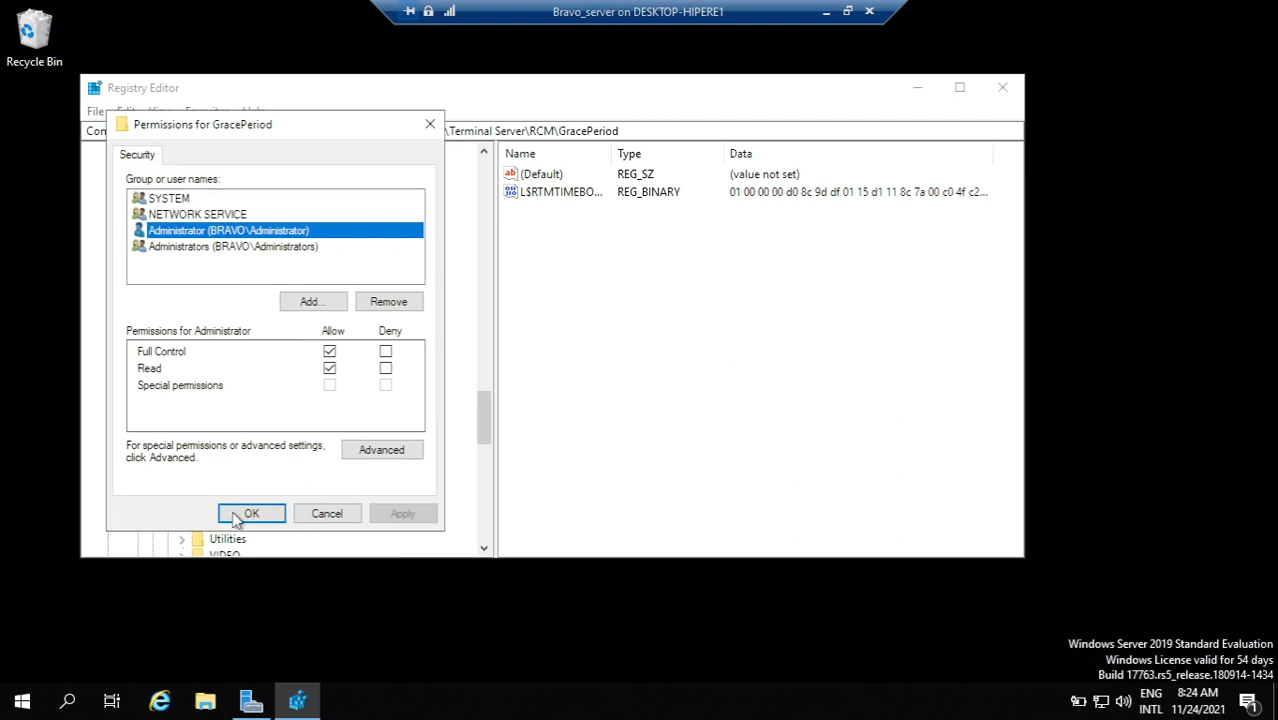 Bravo_server on DESKTOP-HIPERE1
Recycle Bin
Registry Editor
File
Permissions for GracePeriod
\Terminal Server\RCM\GracePeriod
Security
Name Type Data
(Default) REG_SZ (value not set)
L$RTMTIMEBO... REG_BINARY 01 00 00 00 d0 8c 9d df 01 15 d1 11 8c 7a 00 c0 4f c2...
Group or user names:
SYSTEM
NETWORK SERVICE
Administrator (BRAVO\Administrator)
Administrators (BRAVO\Administrators)
Add... Remove
Permissions for Administrator Allow Deny
Full Control
Read
Special permissions
For special permissions or advanced settings,
click Advanced.
Advanced
OK Cancel Apply
Utilities
VIDEO
Windows Server 2019 Standard Evaluation
Windows License valid for 54 days
Build 17763.rs5_release.180914-1434
ENG
INTL
8:24 AM
11/24/2021
1